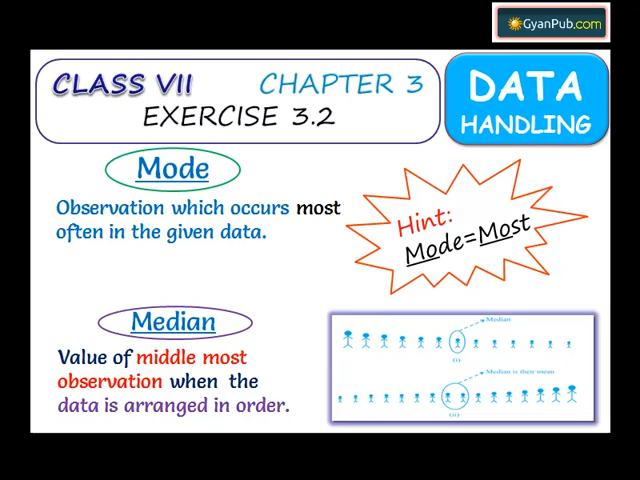 GyanPub.com
CLASS VII CHAPTER 3
EXERCISE 3.2
DATA
HANDLING
Mode
Observation which occurs most
often in the given data.
Hint:
Mode=Most
Median
Value of middle most
observation when the
data is arranged in order.
Median
(i)
Median is their mean
(ii)